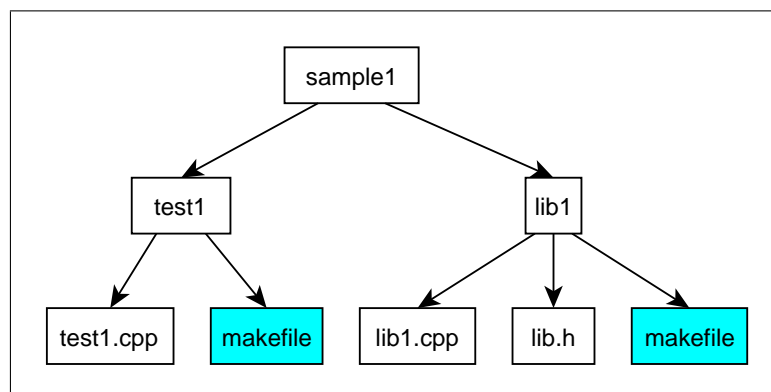 sample1
test1
lib1
test1.cpp
makefile
lib1.cpp
lib.h
makefile